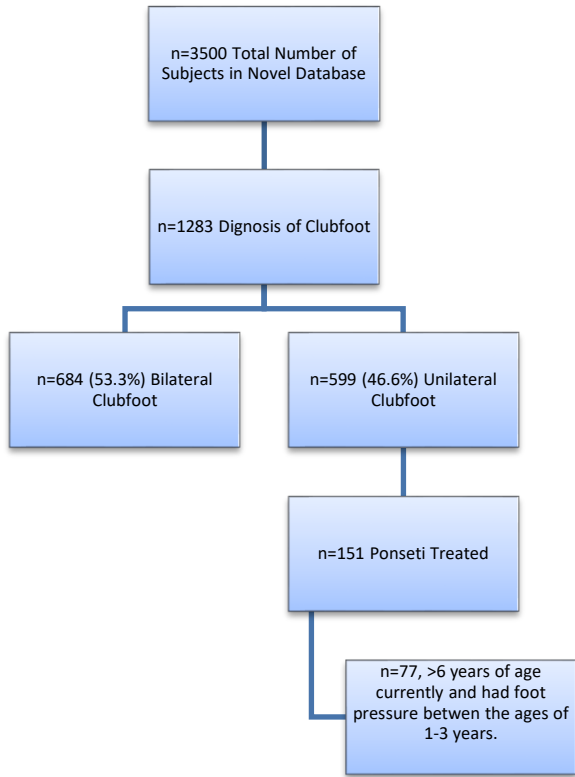 n=3500 Total Number of
Subjects in Novel Database
n=1283 Dignosis of Clubfoot
n=684 (53.3%) Bilateral
Clubfoot
n=599 (46.6%) Unilateral
Clubfoot
n=151 Ponseti Treated
n=77, >6 years of age
currently and had foot
pressure betwen the ages of
1-3 years.